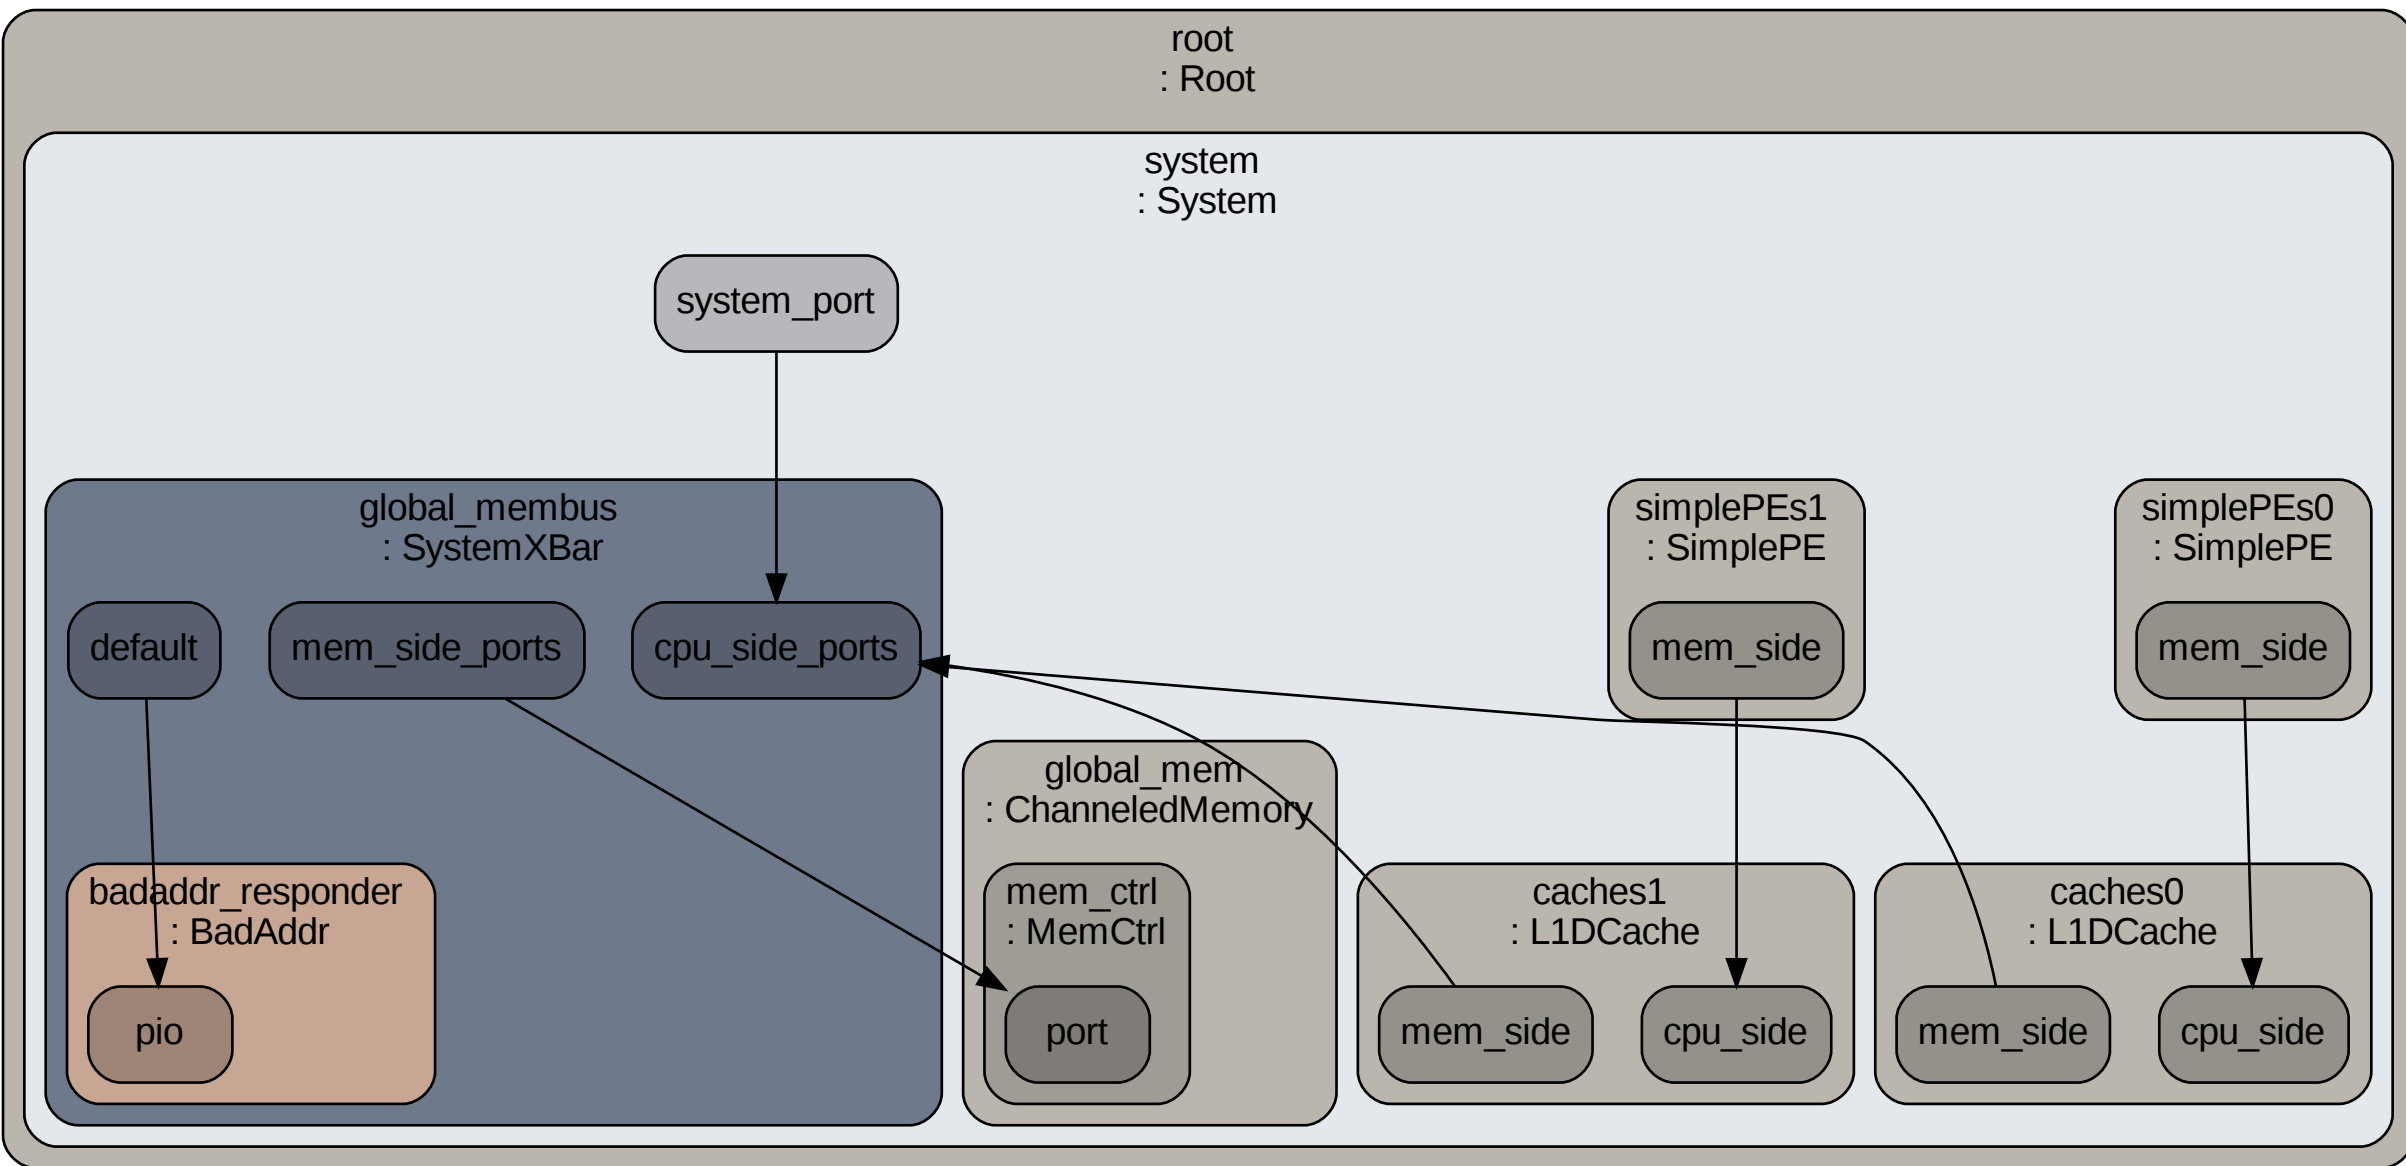 root
: Root
system
: System
system_port
global_membus
: SystemXBar
simplePEs1
: SimplePE
simplePEs0
: SimplePE
default
mem_side_ports
cpu_side_ports
mem_side
mem_side
global_mem
: ChanneledMemory
badaddr_responder
: BadAddr
mem_ctrl
: MemCtrl
caches1
: L1DCache
caches0
: L1DCache
pio
port
mem_side
cpu_side
mem_side
cpu_side